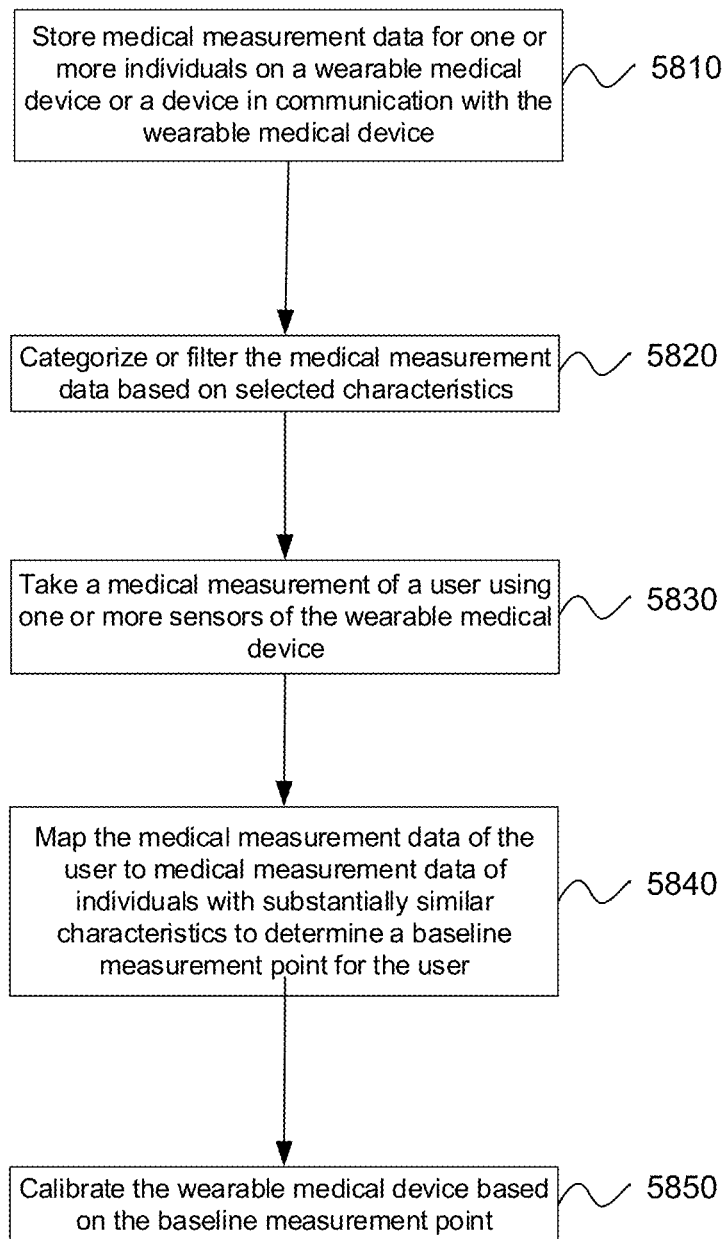 Store medical measurement data for one or
more individuals on a wearable medical
device or a device in communication with the
wearable medical device
5810
Categorize or filter the medical measurement
data based on selected characteristics
5820
Take a medical measurement of a user using
one or more sensors of the wearable medical
device
5830
Map the medical measurement data of the
user to medical measurement data of
individuals with substantially similar
characteristics to determine a baseline
measurement point for the user
5840
Calibrate the wearable medical device based
on the baseline measurement point
5850